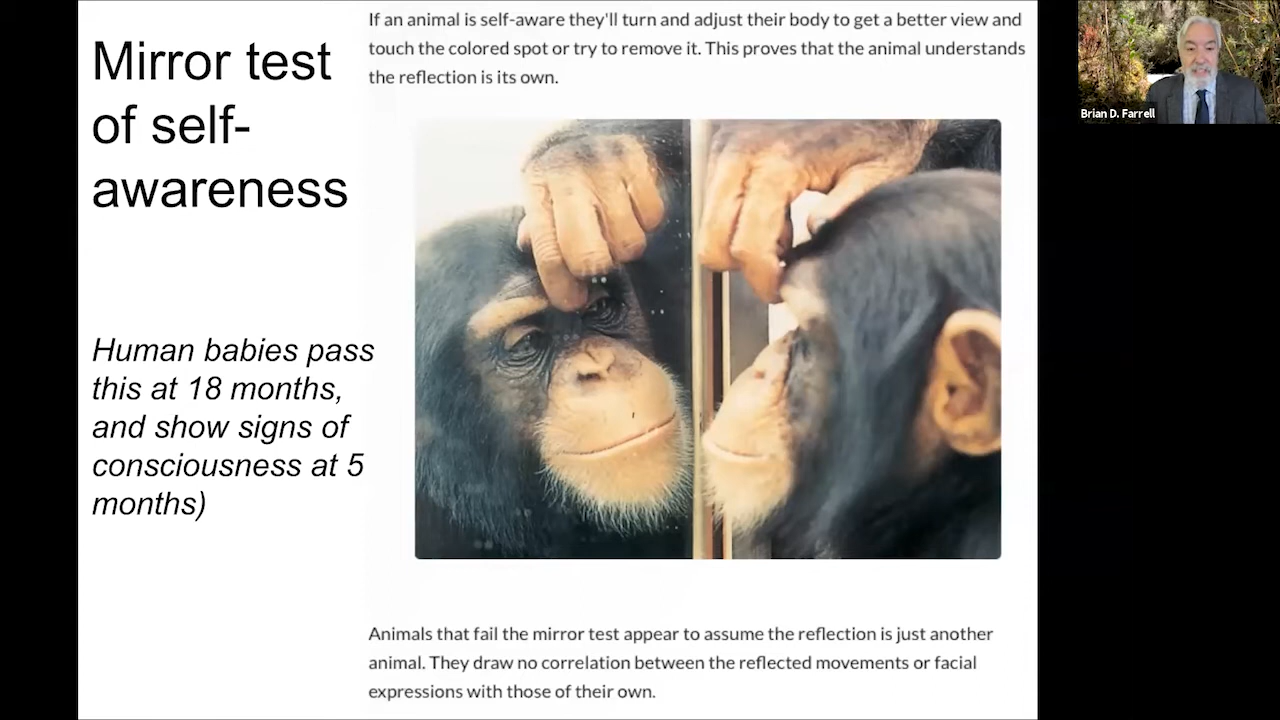 Mirror test
of self-
awareness
Human babies pass
this at 18 months,
and show signs of
consciousness at 5
months)
If an animal is self-aware they'll turn and adjust their body to get a better view and
touch the colored spot or try to remove it. This proves that the animal understands
the reflection is its own.
Animals that fail the mirror test appear to assume the reflection is just another
animal. They draw no correlation between the reflected movements or facial
expressions with those of their own.
Brian D. Farrell